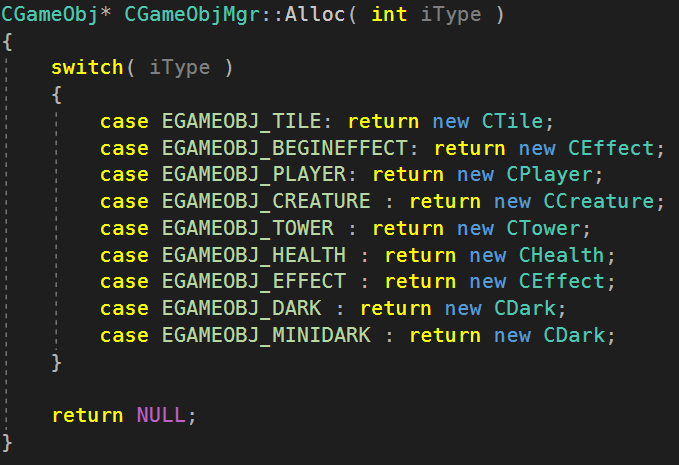 CGameObj* CGameObjMgr::Alloc( int iType )
{
switch( iType )
{
case EGAMEOBJ_TILE: return new CTile;
case EGAMEOBJ_BEGINEFFECT: return new CEffect;
case EGAMEOBJ_PLAYER: return new CPlayer;
case EGAMEOBJ_CREATURE : return new CCreature;
case EGAMEOBJ_TOWER : return new CTower;
case EGAMEOBJ_HEALTH : return new CHealth;
case EGAMEOBJ_EFFECT : return new CEffect;
case EGAMEOBJ_DARK : return new CDark;
case EGAMEOBJ_MINIDARK : return new CDark;
}
return NULL;
}